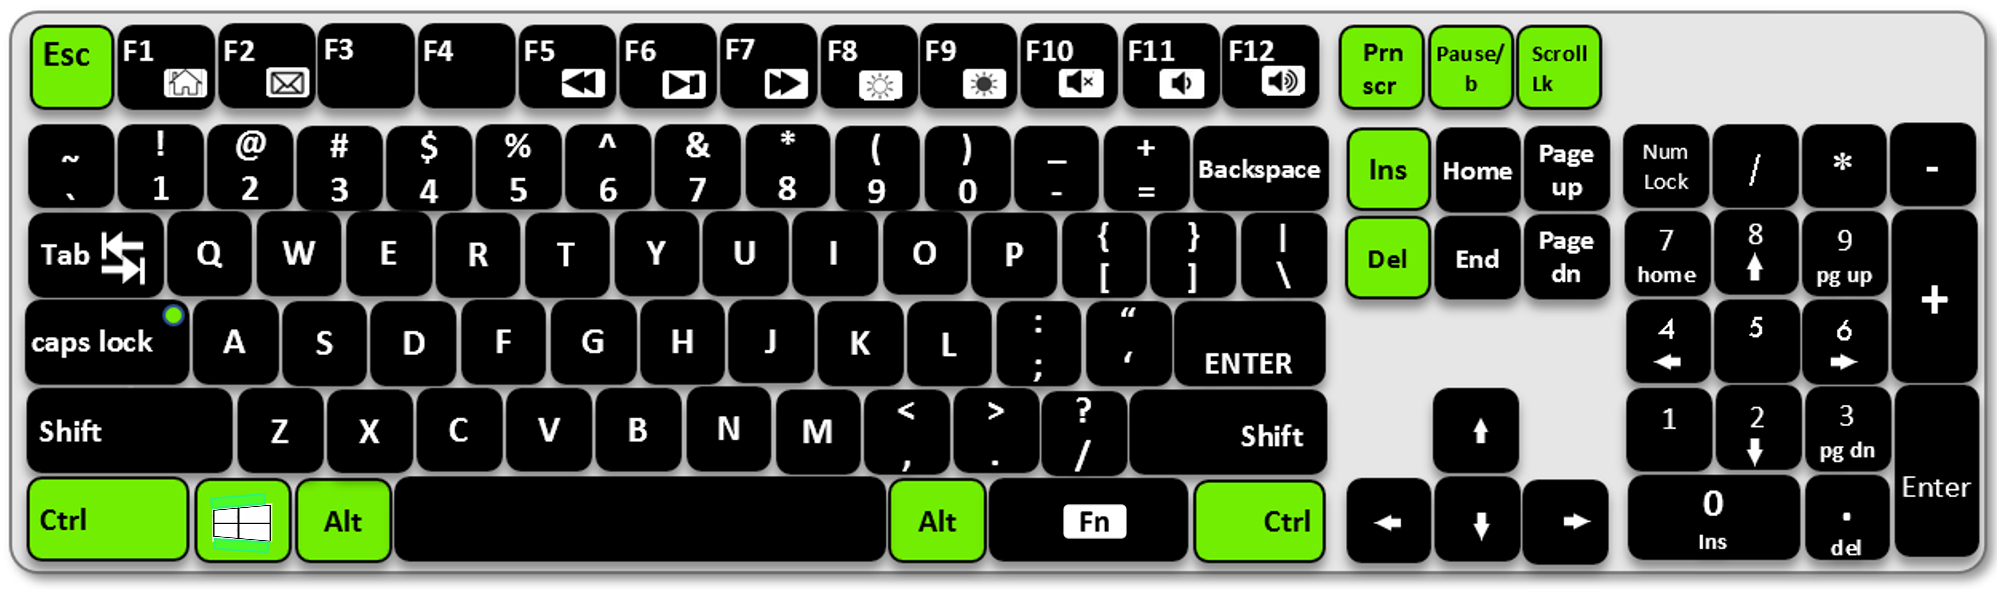 Esc F1 F2 F3 F4 F5 F6 F7 F8 F9 F10 F11 F12 Prn Pause/ Scroll
scr b Lk
~ ! @ # $ % ^ & * ( ) _ + Backspace Ins Home Page Num / * -
` 1 2 3 4 5 6 7 8 9 0 - = up Lock
Tab Q W E R T Y U I O P { } | Del End Page 7 8 9 +
[ ] \ dn home pg up
caps lock A S D F G H J K L : “ ENTER 4 5 6
; ‘
Shift Z X C V B N M < > ? Shift 1 2 3 Enter
, . / pg dn
Ctrl Alt Alt Fn Ctrl 0 .
Ins del